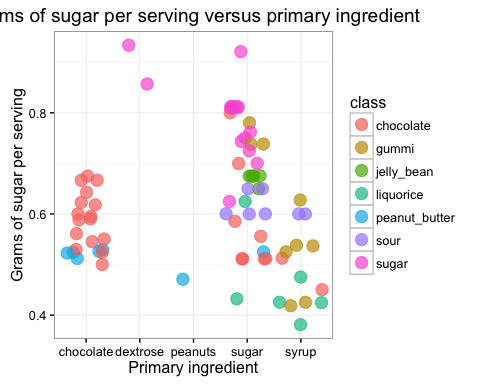 ms of sugar per serving versus primary ingredient
Grams of sugar per serving
0.8
0.6
0.4
chocolate dextrose peanuts sugar syrup
Primary ingredient
class
chocolate
gummi
jelly_bean
liquorice
peanut_butter
sour
sugar